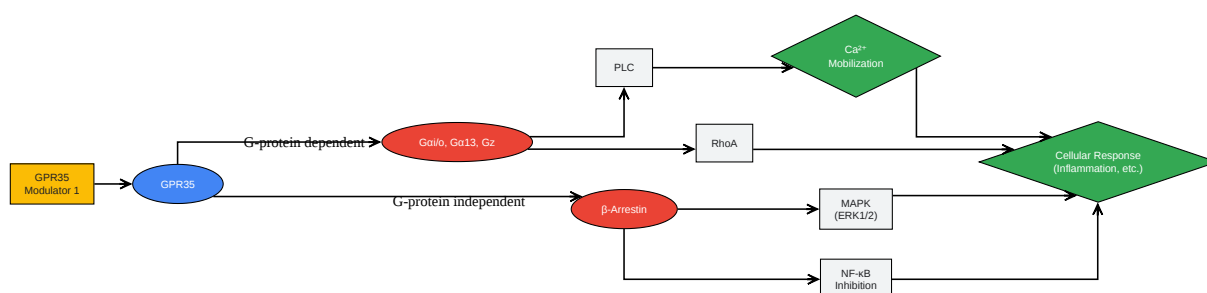 Ca²⁺
Mobilization
PLC
G-protein dependent
Gαi/o, Gα13, Gz
RhoA
Cellular Response
(Inflammation, etc.)
GPR35
Modulator 1
GPR35
G-protein independent
β-Arrestin
MAPK
(ERK1/2)
NF-κB
Inhibition